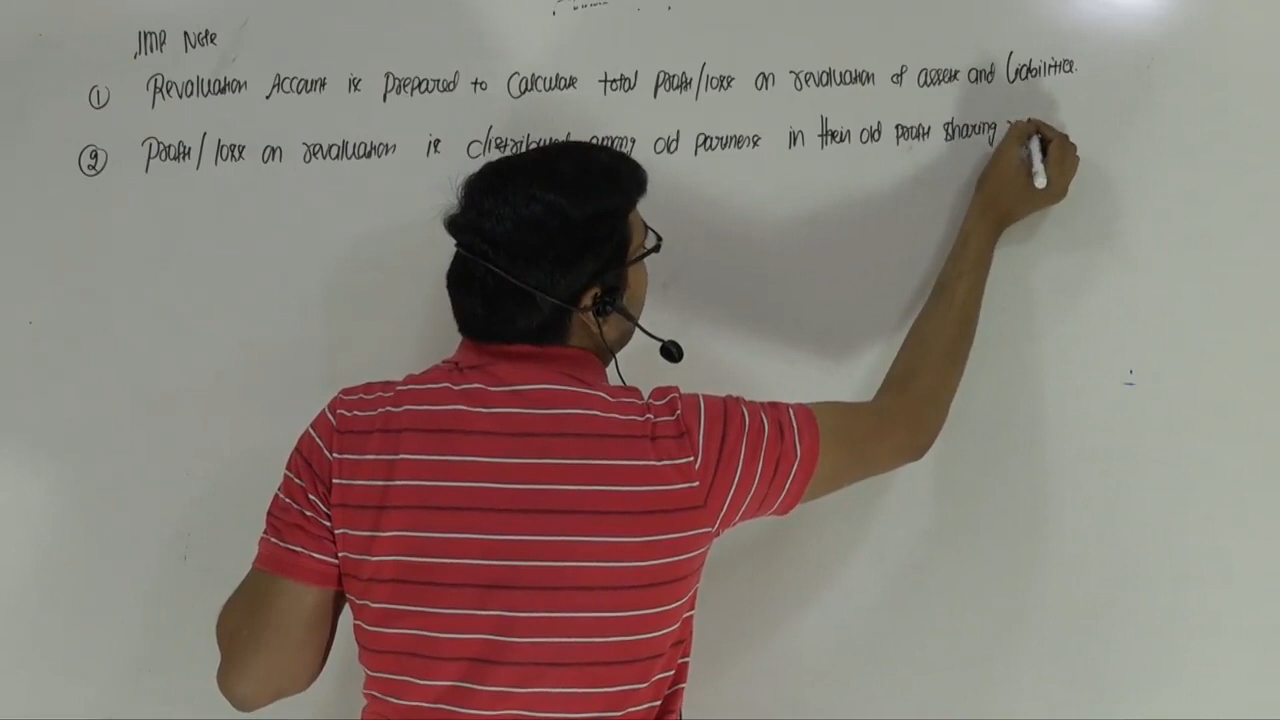 IMP Note
① Revaluation Account is prepared to calculate total profit/loss on revaluation of assets and Liabilities.
② Profit/loss on revaluation is distributed among old partners in their old profit sharing